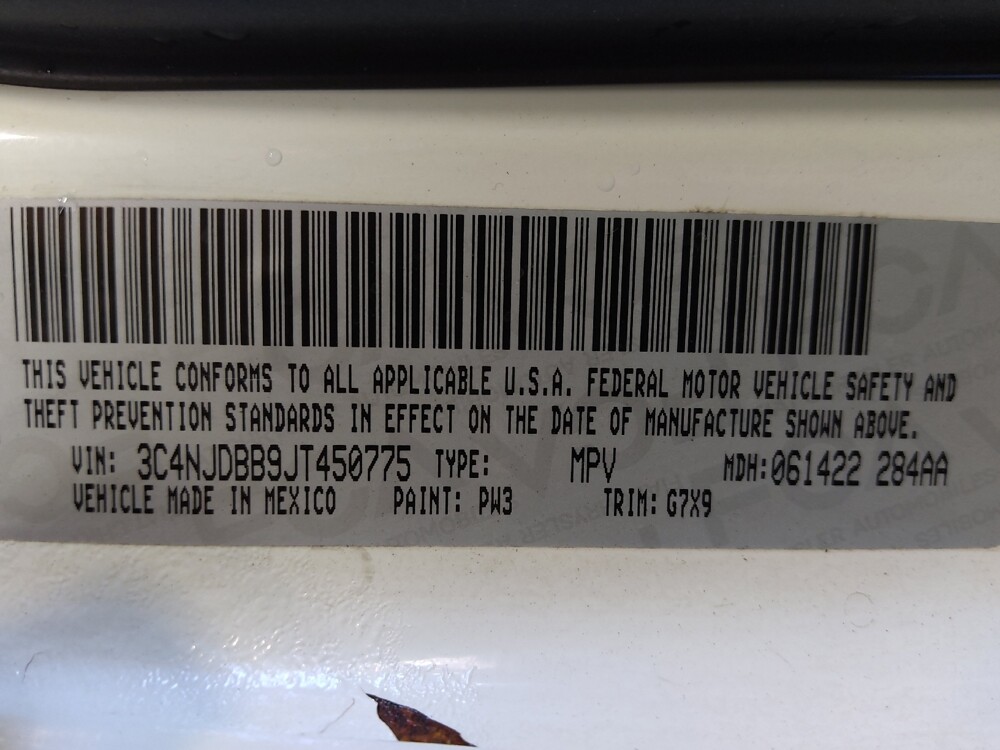 THIS VEHICLE CONFORMS TO ALL APPLICABLE U.S.A. FEDERAL MOTOR VEHICLE SAFETY AND
THEFT PREVENTION STANDARDS IN EFFECT ON THE DATE OF MANUFACTURE SHOWN ABOVE.
VIN: 3C4NJDBB9JT450775 TYPE: MPV MDH:061422 284AA
VEHICLE MADE IN MEXICO PAINT: PW3 TRIM: G7X9